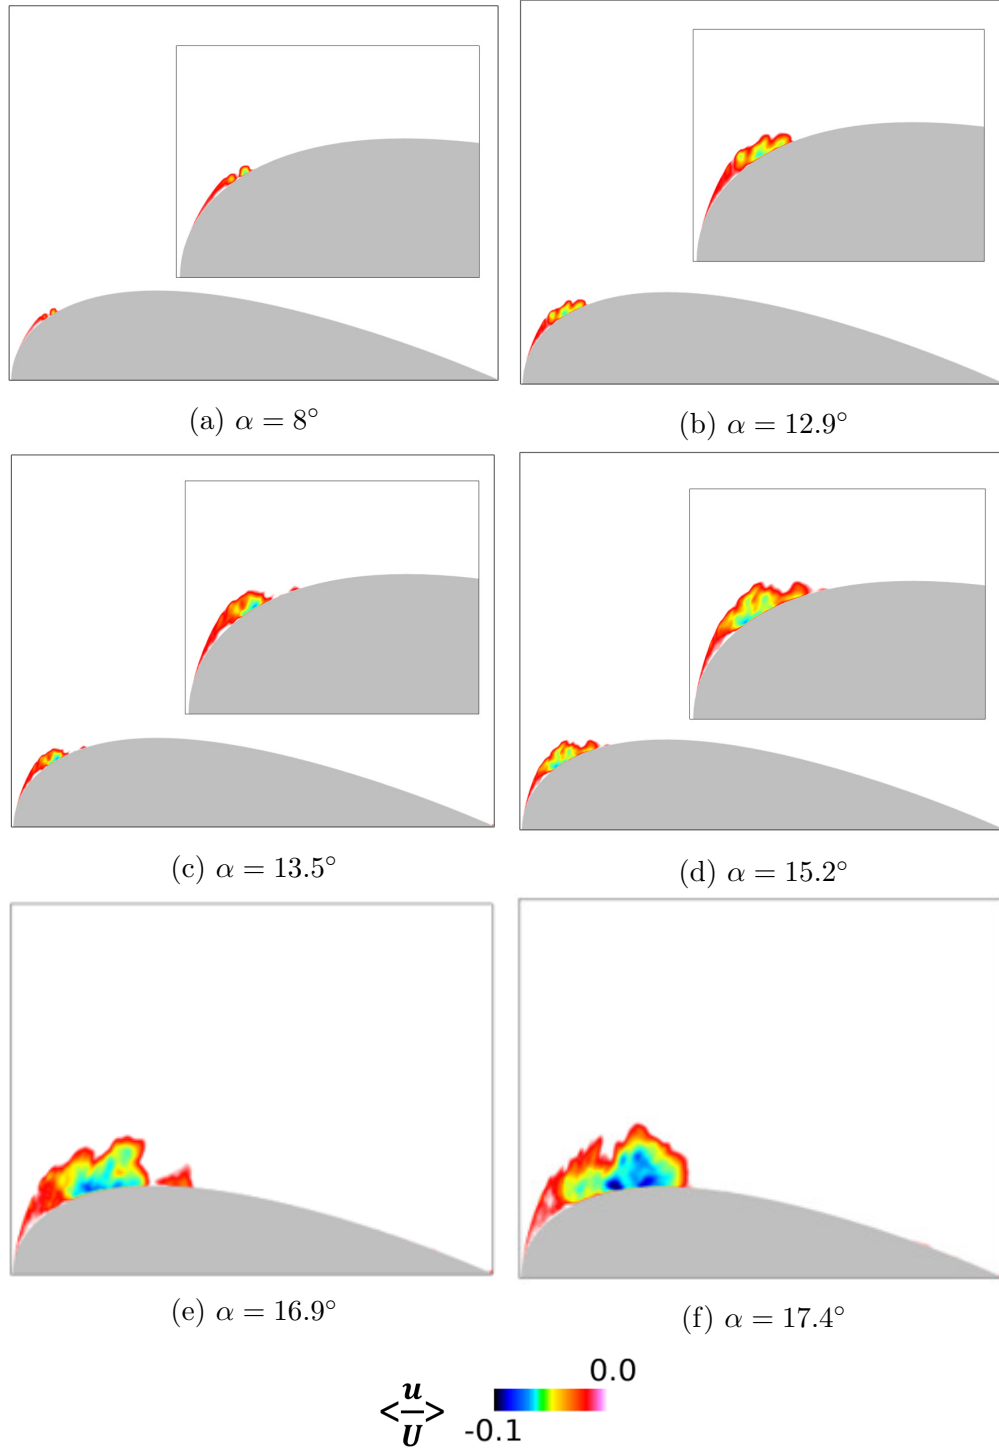 (a) α = 8°
(b) α = 12.9°
(c) α = 13.5°
(d) α = 15.2°
(e) α = 16.9°
(f) α = 17.4°
<u/U>
0.0
-0.1